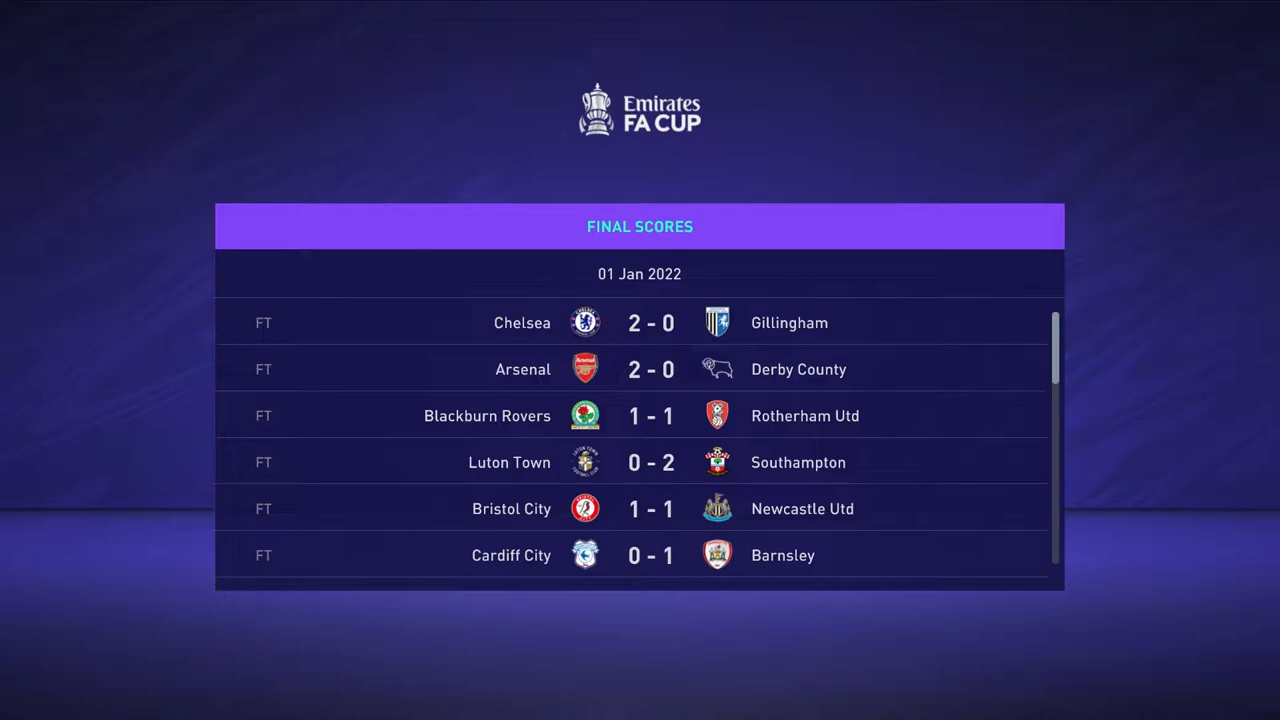 Emirates
FA CUP
FINAL SCORES
01 Jan 2022
FT Chelsea 2 - 0 Gillingham
FT Arsenal 2 - 0 Derby County
FT Blackburn Rovers 1 - 1 Rotherham Utd
FT Luton Town 0 - 2 Southampton
FT Bristol City 1 - 1 Newcastle Utd
FT Cardiff City 0 - 1 Barnsley